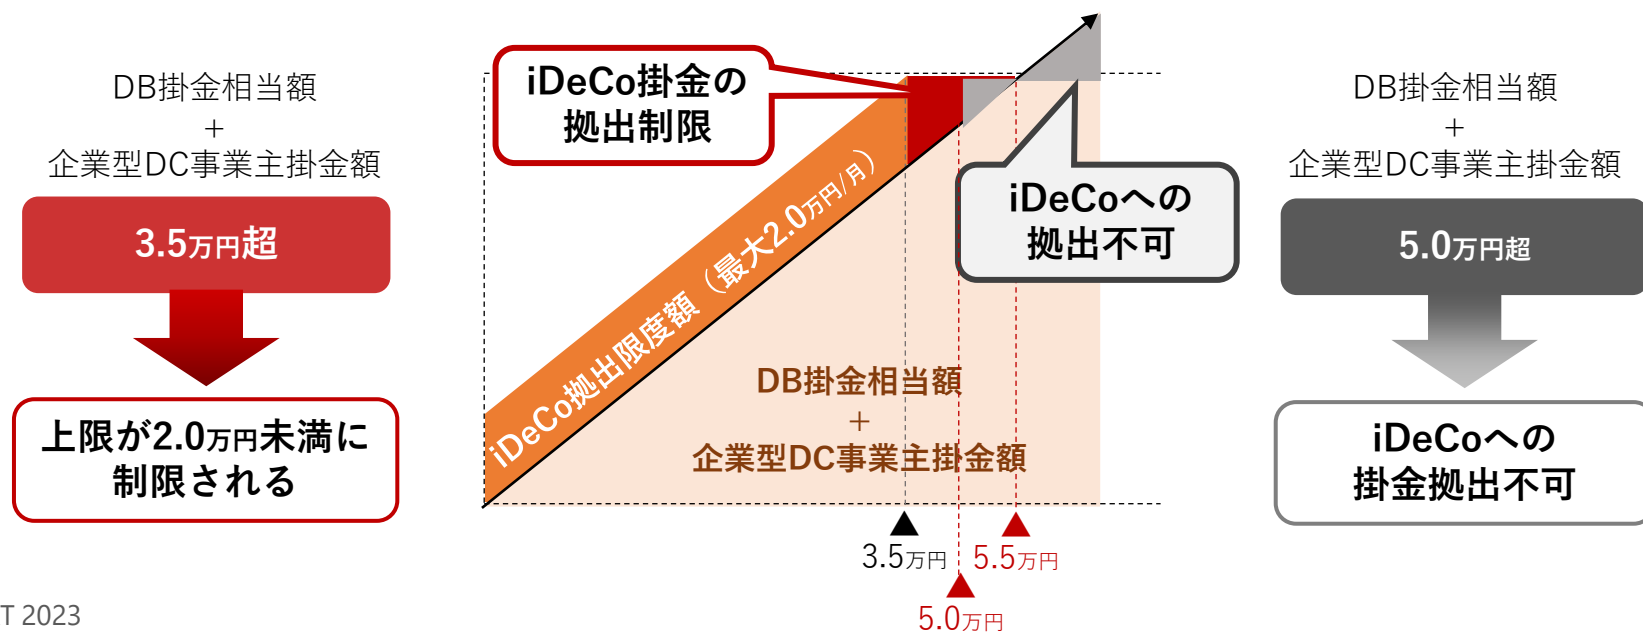 DB掛金相当額
+
企業型DC事業主掛金額
3.5万円超
上限が2.0万円未満に
制限される
iDeCo掛金の
拠出制限
iDeCo拠出限度額（最大2.0万円/月）
iDeCoへの
拠出不可
DB掛金相当額
+
企業型DC事業主掛金額
3.5万円
5.5万円
5.0万円
DB掛金相当額
+
企業型DC事業主掛金額
5.0万円超
iDeCoへの
掛金拠出不可
T 2023